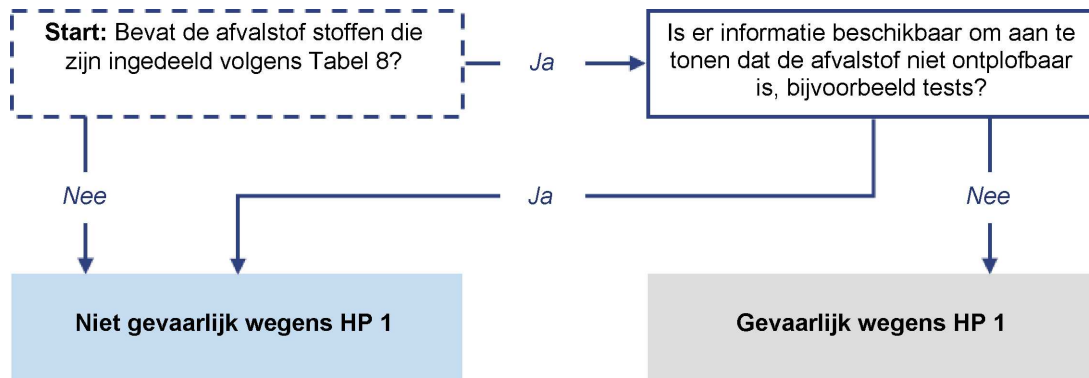 Start: Bevat de afvalstof stoffen die
zijn ingedeeld volgens Tabel 8?
Ja
Is er informatie beschikbaar om aan te
tonen dat de afvalstof niet ontplofbaar
is, bijvoorbeeld tests?
Nee
Ja
Nee
Niet gevaarlijk wegens HP 1
Gevaarlijk wegens HP 1